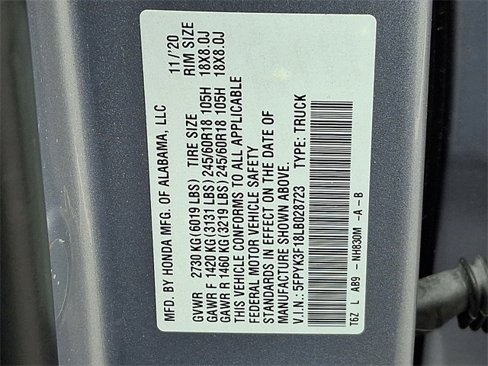 MFD. BY HONDA MFG. OF ALABAMA, LLC 11/'20
GVWR 2730 KG(6019 LBS) TIRE SIZE RIM SIZE
GAWR F 1420 KG(3131 LBS)245/60R18 105H 18X8.0J
GAWR R 1460 KG(3219 LBS)245/60R18 105H 18X8.0J
THIS VEHICLE CONFORMS TO ALL APPLICABLE
FEDERAL MOTOR VEHICLE SAFETY
STANDARDS IN EFFECT ON THE DATE OF
MANUFACTURE SHOWN ABOVE.
V.I.N.: 5FPYK3F18LB028723 TYPE: TRUCK
T6Z L AB9 - NH830M -A -B